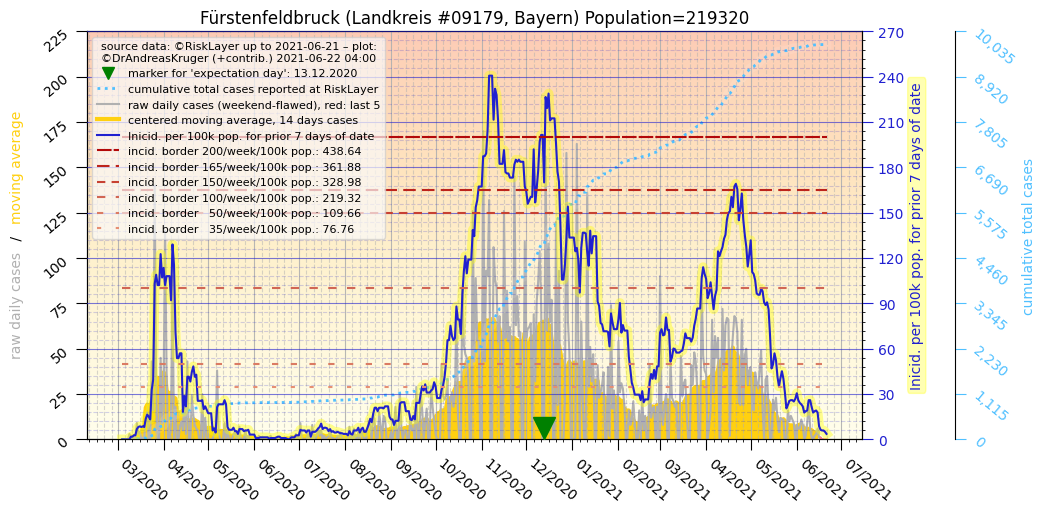 Fürstenfeldbruck (Landkreis #09179, Bayern) Population=219320
source data: ©RiskLayer up to 2021-06-21 – plot:
©DrAndreasKruger (+contrib.) 2021-06-22 04:00
marker for 'expectation day': 13.12.2020
cumulative total cases reported at RiskLayer
raw daily cases (weekend-flawed), red: last 5
centered moving average, 14 days cases
Inicid. per 100k pop. for prior 7 days of date
incid. border 200/week/100k pop.: 438.64
incid. border 165/week/100k pop.: 361.88
incid. border 150/week/100k pop.: 328.98
incid. border 100/week/100k pop.: 219.32
incid. border   50/week/100k pop.: 109.66
incid. border   35/week/100k pop.: 76.76
raw daily cases   /   moving average
225
200
175
150
125
100
75
50
25
0
03/2020
04/2020
05/2020
06/2020
07/2020
08/2020
09/2020
10/2020
11/2020
12/2020
01/2021
02/2021
03/2021
04/2021
05/2021
06/2021
07/2021
270
240
210
180
150
120
90
60
30
0
Inicid. per 100k pop. for prior 7 days of date
10,035
8,920
7,805
6,690
5,575
4,460
3,345
2,230
1,115
0
cumulative total cases